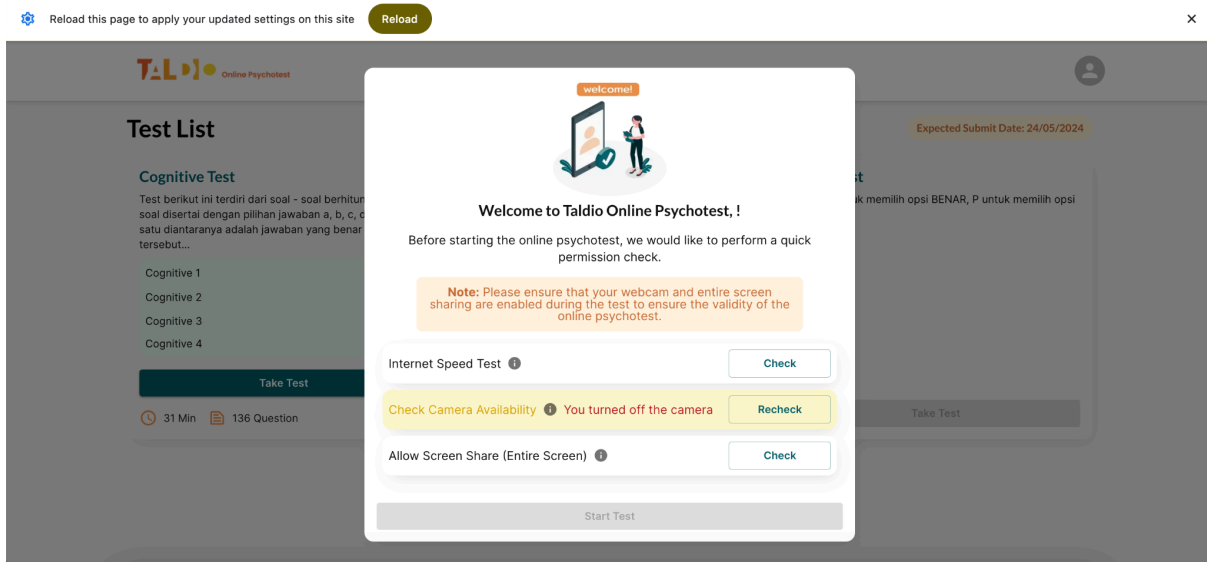 Reload this page to apply your updated settings on this site
Reload
TALDIO Online Psychotest
Test List
Expected Submit Date: 24/05/2024
Cognitive Test
Test berikut ini terdiri dari soal - soal berhitun
soal disertai dengan pilihan jawaban a, b, c, d
satu diantaranya adalah jawaban yang benar
tersebut...
Cognitive 1
Cognitive 2
Cognitive 3
Cognitive 4
Take Test
31 Min
136 Question
welcome!
Welcome to Taldio Online Psychotest, !
Before starting the online psychotest, we would like to perform a quick
permission check.
Note: Please ensure that your webcam and entire screen
sharing are enabled during the test to ensure the validity of the
online psychotest.
Internet Speed Test
Check
Check Camera Availability
You turned off the camera
Recheck
Allow Screen Share (Entire Screen)
Check
Start Test
st
uk memilih opsi BENAR, P untuk memilih opsi
Take Test